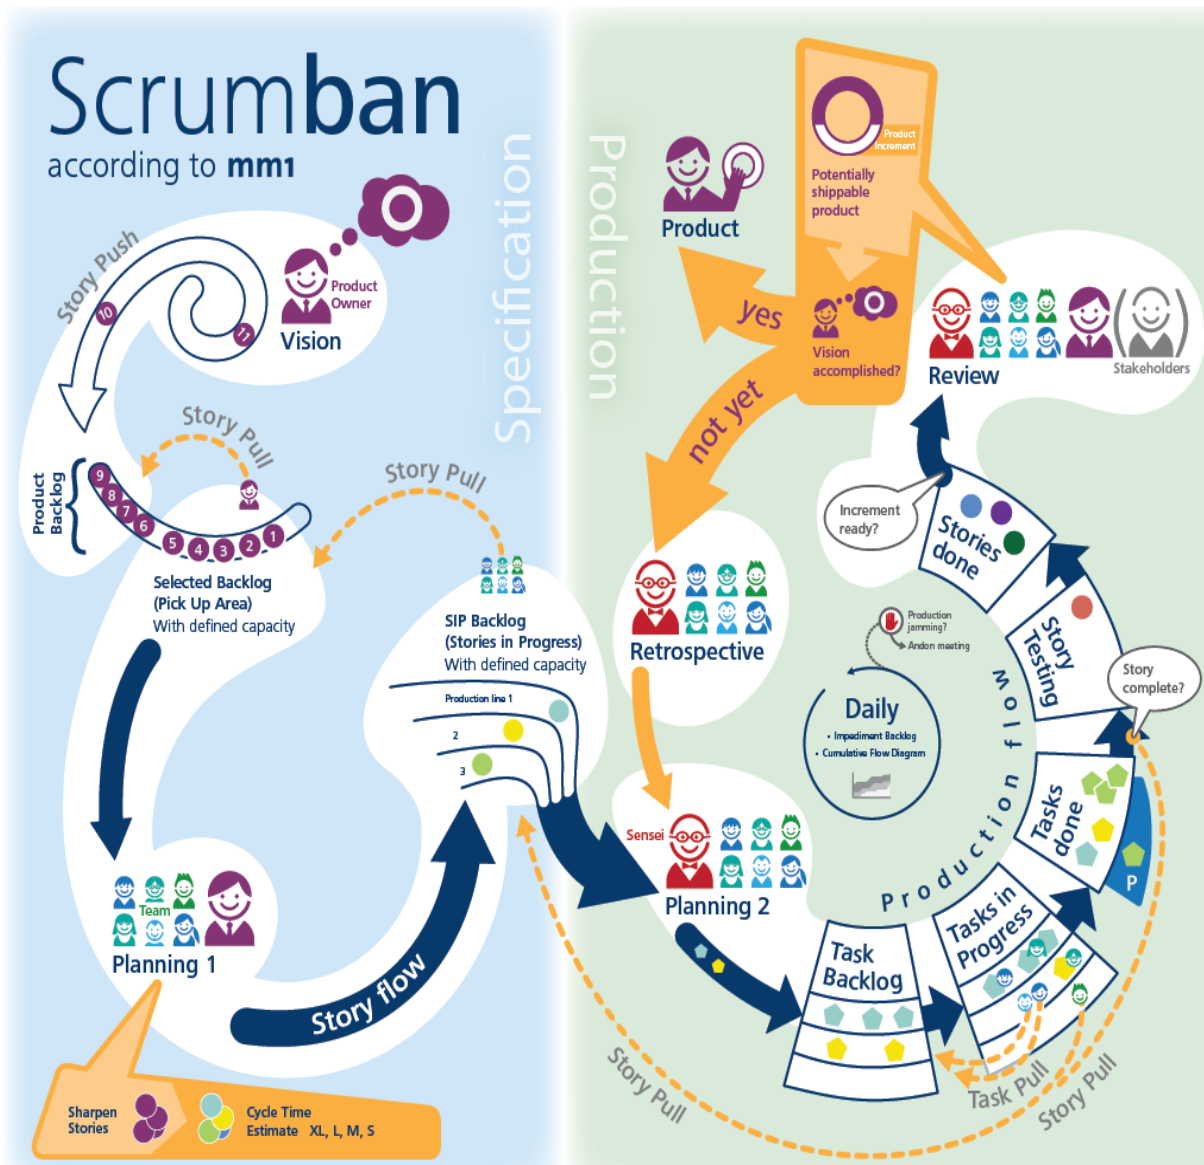 Scrumban
according to mm1
Specification
Production
Story Push
10
11
Product
Owner
Vision
Story Pull
Product
Backlog
9
8
7
6
5
4
3
2
1
Selected Backlog
(Pick Up Area)
With defined capacity
Story Pull
SIP Backlog
(Stories in Progress)
With defined capacity
Production line 1
2
3
Team
Planning 1
Story flow
Sharpen
Stories
Cycle Time
Estimate XL, L, M, S
Product
Product
Increment
Potentially
shippable
product
Vision
accomplished?
yes
not yet
Review
Stakeholders
Increment
ready?
Stories
done
Story
Testing
Story
complete?
Retrospective
Production
jamming?
Andon meeting
Daily
• Impediment Backlog
• Cumulative Flow Diagram
Production flow
Tasks
done
P
Tasks in
Progress
Sensei
Planning 2
Task
Backlog
Task Pull
Story Pull
Story Pull